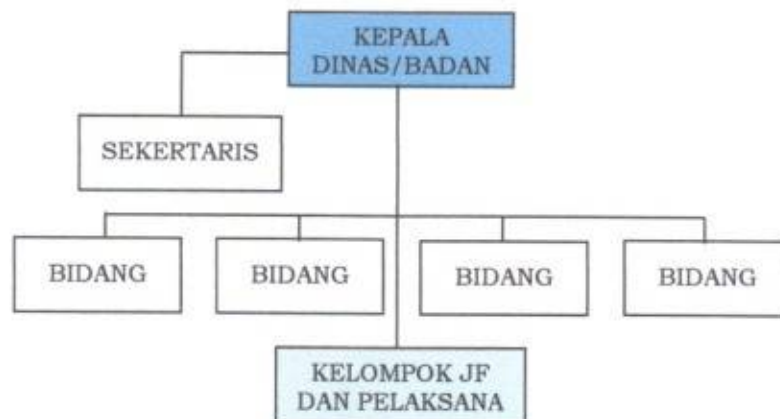 KEPALA
DINAS/BADAN
SEKERTARIS
BIDANG
BIDANG
BIDANG
BIDANG
KELOMPOK JF
DAN PELAKSANA